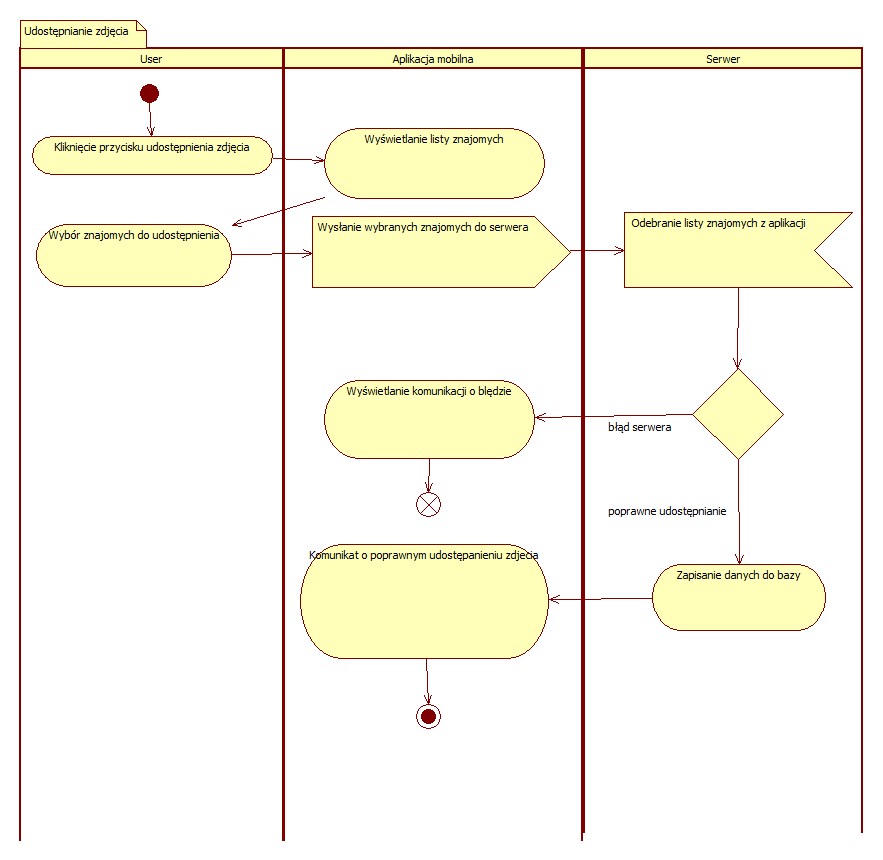 Udostępnianie zdjęcia
User
Aplikacja mobilna
Serwer
Kliknięcie przycisku udostępnienia zdjęcia
Wyświetlanie listy znajomych
Wybór znajomych do udostępnienia
Wysłanie wybranych znajomych do serwera
Odebranie listy znajomych z aplikacji
Wyświetlanie komunikacji o błędzie
błąd serwera
poprawne udostępnianie
Komunikat o poprawnym udostępanieniu zdjecia
Zapisanie danych do bazy